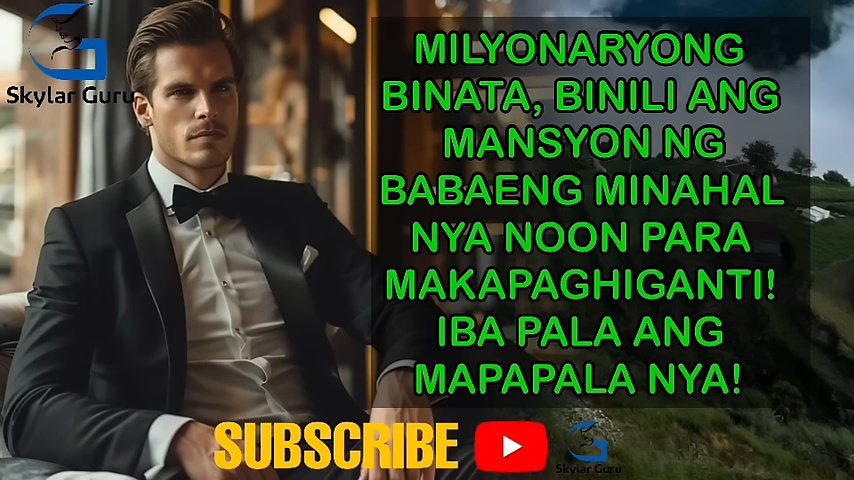 Skylar Guru
MILYONARYONG
BINATA, BINILI ANG
MANSYON NG
BABAENG MINAHAL
NYA NOON PARA
MAKAPAGHIGANTI!
IBA PALA ANG
MAPAPALA NYA!
SUBSCRIBE
Skylar Guru